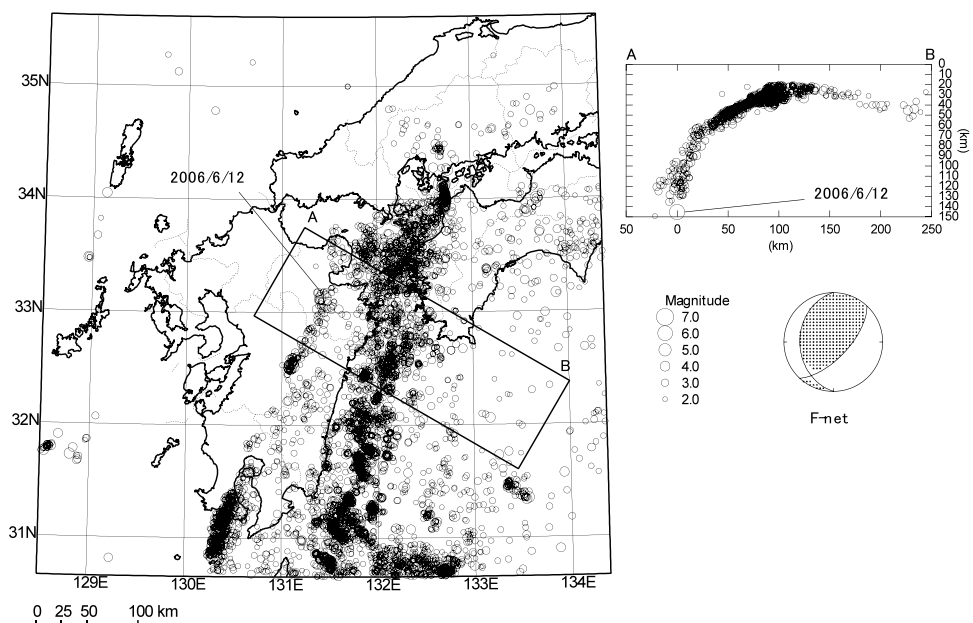 35N
34N
33N
32N
31N
129E
130E
131E
132E
133E
134E
2006/6/12
A
B
0 25 50 100 km
A B
0
10
20
30
40
50
60
70
80
90
100
110
120
130
140
150
(km)
2006/6/12
50 0 50 100 150 200 250
(km)
Magnitude
7.0
6.0
5.0
4.0
3.0
2.0
F-net